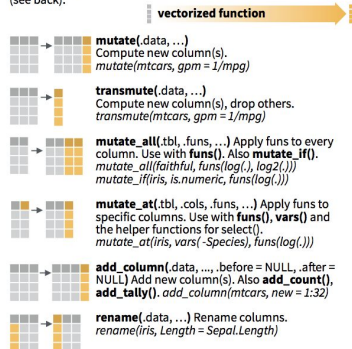 (see back).
vectorized function
mutate(.data, …)
Compute new column(s).
mutate(mtcars, gpm = 1/mpg)
transmute(.data, …)
Compute new column(s), drop others.
transmute(mtcars, gpm = 1/mpg)
mutate_all(.tbl, .funs, …) Apply funs to every
column. Use with funs(). Also mutate_if().
mutate_all(faithful, funs(log(.), log2(.)))
mutate_if(iris, is.numeric, funs(log(.)))
mutate_at(.tbl, .cols, .funs, …) Apply funs to
specific columns. Use with funs(), vars() and
the helper functions for select().
mutate_at(iris, vars( -Species), funs(log(.)))
add_column(.data, ..., .before = NULL, .after =
NULL) Add new column(s). Also add_count(),
add_tally(). add_column(mtcars, new = 1:32)
rename(.data, …) Rename columns.
rename(iris, Length = Sepal.Length)